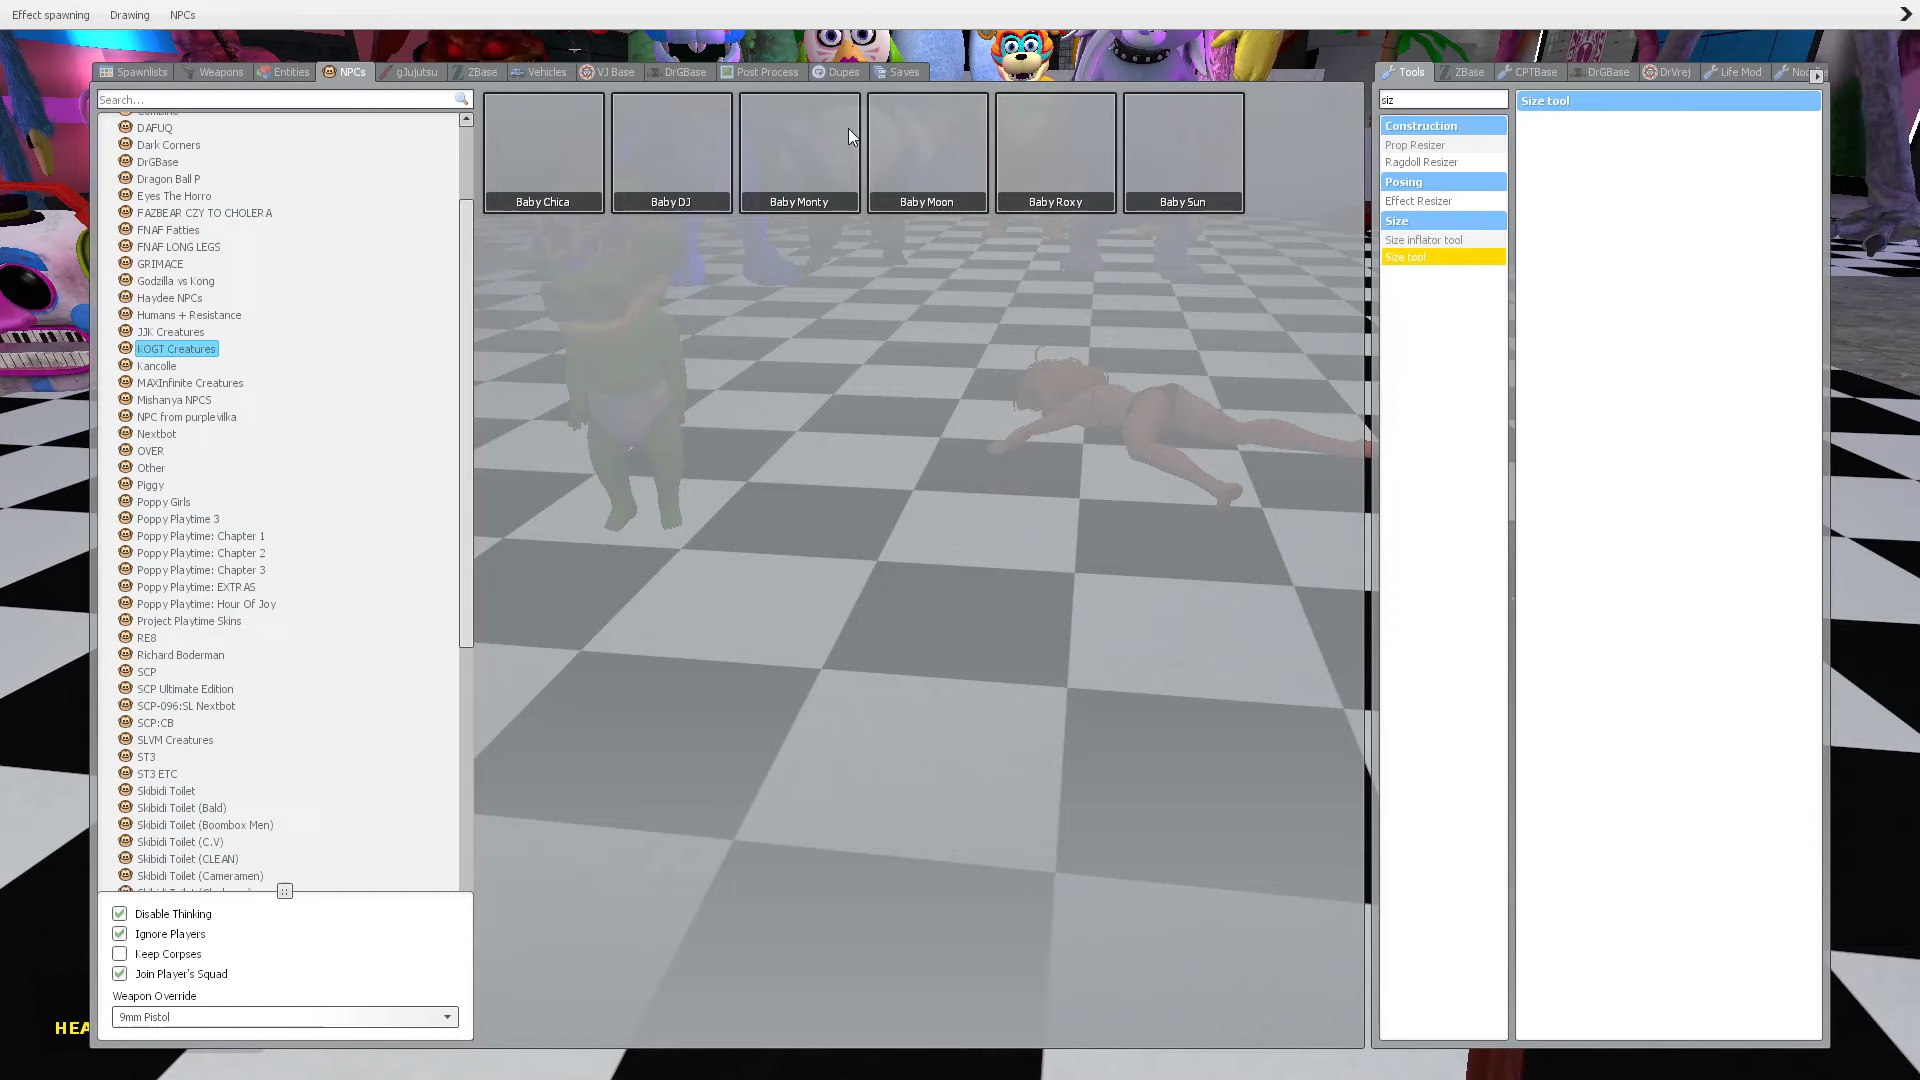 Effect spawning Drawing NPCs
Spawnlists Weapons Entities NPCs gJujutsu ZBase Vehicles VJ Base DrGBase Post Process Dupes Saves
Search...
DAFUQ
Dark Corners
DrGBase
Dragon Ball P
Eyes The Horro
FAZBEAR CZY TO CHOLERA
FNAF Fatties
FNAF LONG LEGS
GRIMACE
Godzilla vs Kong
Haydee NPCs
Humans + Resistance
JJK Creatures
KOGT Creatures
Kancolle
MAXInfinite Creatures
Mishanya NPCS
NPC from purplevilka
Nextbot
OVER
Other
Piggy
Poppy Girls
Poppy Playtime 3
Poppy Playtime: Chapter 1
Poppy Playtime: Chapter 2
Poppy Playtime: Chapter 3
Poppy Playtime: EXTRAS
Poppy Playtime: Hour Of Joy
Project Playtime Skins
RE8
Richard Boderman
SCP
SCP Ultimate Edition
SCP-096:SL Nextbot
SCP:CB
SLVM Creatures
ST3
ST3 ETC
Skibidi Toilet
Skibidi Toilet (Bald)
Skibidi Toilet (Boombox Men)
Skibidi Toilet (C.V)
Skibidi Toilet (CLEAN)
Skibidi Toilet (Cameramen)
Disable Thinking
Ignore Players
Keep Corpses
Join Player's Squad
Weapon Override
9mm Pistol
HEA
Baby Chica Baby DJ Baby Monty Baby Moon Baby Roxy Baby Sun
Tools ZBase CPTBase DrGBase DrVrej Life Mod
siz
Construction
Prop Resizer
Ragdoll Resizer
Posing
Effect Resizer
Size
Size inflator tool
Size tool
Size tool